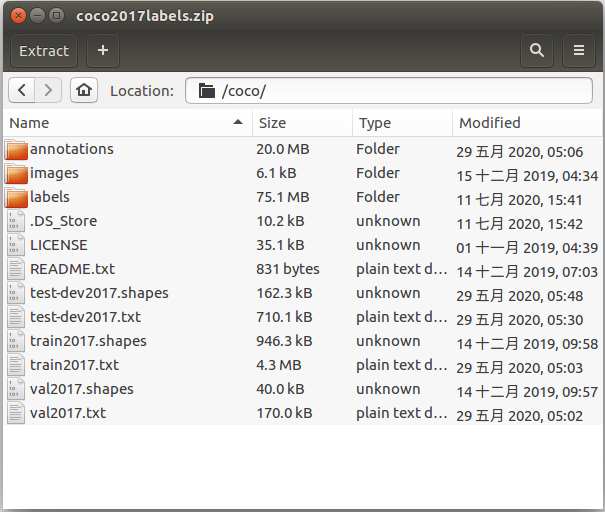 coco2017labels.zip
Extract
Location: /coco/
Name Size Type Modified
annotations 20.0 MB Folder 29 五月 2020, 05:06
images 6.1 kB Folder 15 十二月 2019, 04:34
labels 75.1 MB Folder 11 七月 2020, 15:41
.DS_Store 10.2 kB unknown 11 七月 2020, 15:42
LICENSE 35.1 kB unknown 01 十一月 2019, 04:39
README.txt 831 bytes plain text d… 14 十二月 2019, 07:03
test-dev2017.shapes 162.3 kB unknown 29 五月 2020, 05:48
test-dev2017.txt 710.1 kB plain text d… 29 五月 2020, 05:30
train2017.shapes 946.3 kB unknown 14 十二月 2019, 09:58
train2017.txt 4.3 MB plain text d… 29 五月 2020, 05:03
val2017.shapes 40.0 kB unknown 14 十二月 2019, 09:57
val2017.txt 170.0 kB plain text d… 29 五月 2020, 05:02